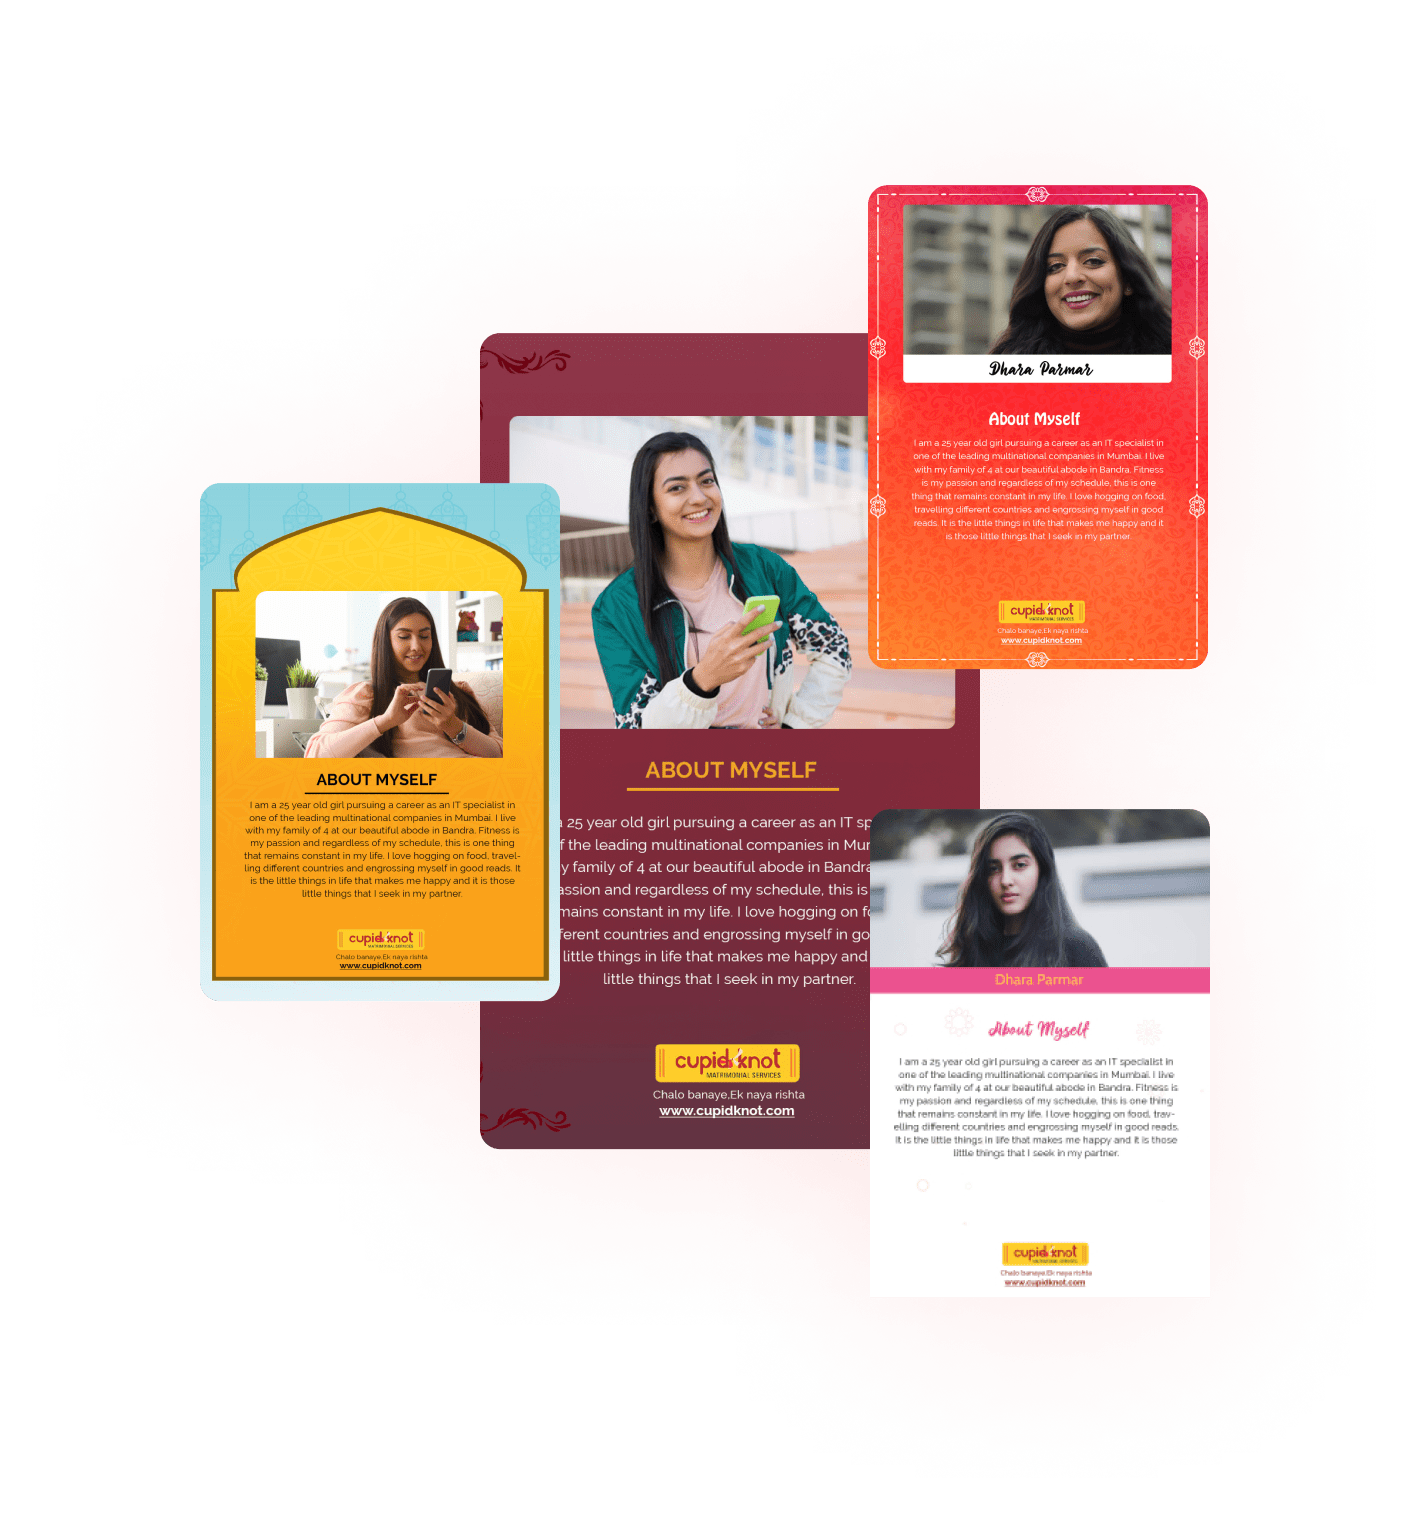 Dhara Parmar
About Myself
I am a 25 year old girl pursuing a career as an IT specialist in
one of the leading multinational companies in Mumbai. I live
with my family of 4 at our beautiful abode in Bandra. Fitness
is my passion and regardless of my schedule, this is one
thing that remains constant in my life. I love hogging on food,
travelling different countries and engrossing myself in good
reads. It is the little things in life that makes me happy and it
is those little things that I seek in my partner.
cupid knot
MATRIMONIAL SERVICES
Chalo banaye,Ek naya rishta
www.cupidknot.com
ABOUT MYSELF
I am a 25 year old girl pursuing a career as an IT specialist in
one of the leading multinational companies in Mumbai. I live
with my family of 4 at our beautiful abode in Bandra. Fitness is
my passion and regardless of my schedule, this is one thing
that remains constant in my life. I love hogging on food, travel-
ling different countries and engrossing myself in good reads. It
is the little things in life that makes me happy and it is those
little things that I seek in my partner.
cupid knot
MATRIMONIAL SERVICES
Chalo banaye,Ek naya rishta
www.cupidknot.com
ABOUT MYSELF
25 year old girl pursuing a career as an IT sp
f the leading multinational companies in Mu
y family of 4 at our beautiful abode in Bandra
assion and regardless of my schedule, this is
mains constant in my life. I love hogging on fo
ferent countries and engrossing myself in go
little things in life that makes me happy and
little things that I seek in my partner.
cupid knot
MATRIMONIAL SERVICES
Chalo banaye,Ek naya rishta
www.cupidknot.com
Dhara Parmar
About Myself
I am a 25 year old girl pursuing a career as an IT specialist in
one of the leading multinational companies in Mumbai. I live
with my family of 4 at our beautiful abode in Bandra. Fitness is
my passion and regardless of my schedule, this is one thing
that remains constant in my life. I love hogging on food, trav-
elling different countries and engrossing myself in good reads.
It is the little things in life that makes me happy and it is those
little things that I seek in my partner.
cupid knot
MATRIMONIAL SERVICES
Chalo banaye,Ek naya rishta
www.cupidknot.com